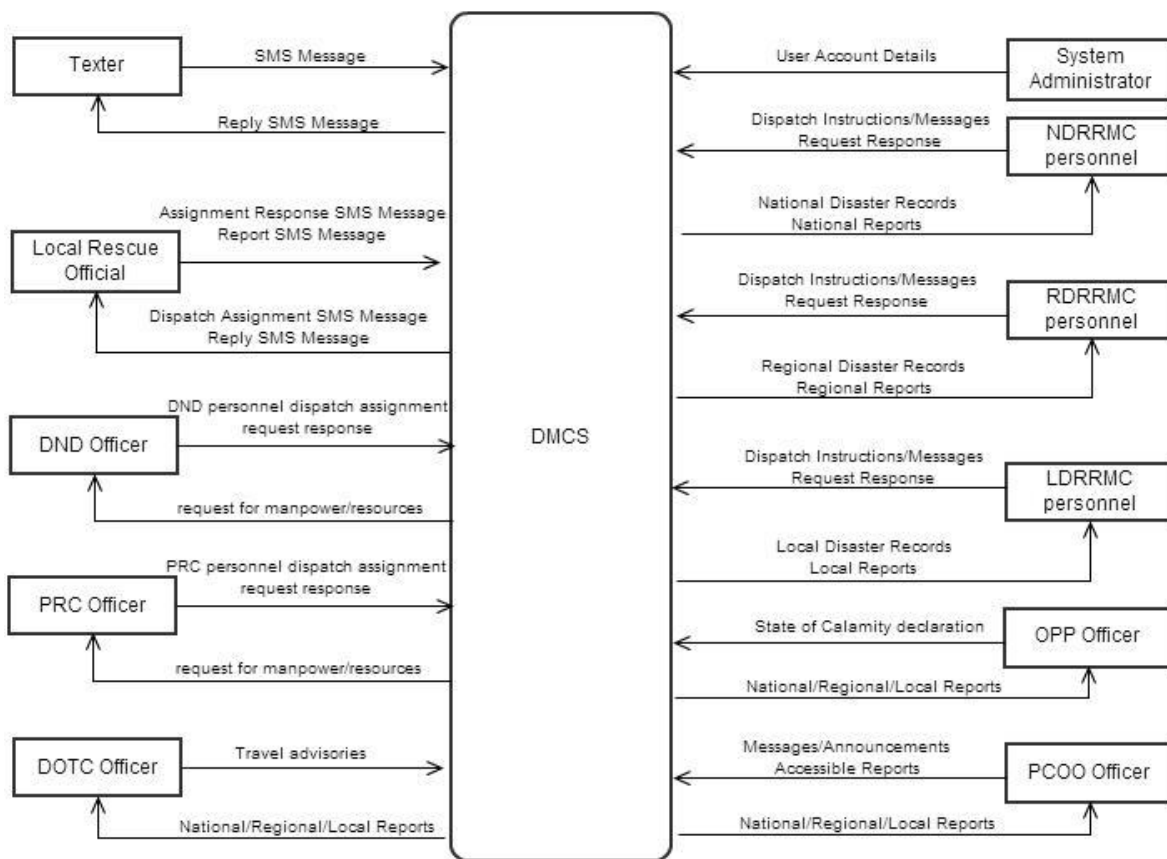 Texter
SMS Message
Reply SMS Message
Local Rescue
Official
Assignment Response SMS Message
Report SMS Message
Dispatch Assignment SMS Message
Reply SMS Message
DND Officer
DND personnel dispatch assignment
request response
request for manpower/resources
PRC Officer
PRC personnel dispatch assignment
request response
request for manpower/resources
DOTC Officer
Travel advisories
National/Regional/Local Reports
DMCS
User Account Details
System
Administrator
Dispatch Instructions/Messages
Request Response
NDRRMC
personnel
National Disaster Records
National Reports
Dispatch Instructions/Messages
Request Response
RDRRMC
personnel
Regional Disaster Records
Regional Reports
Dispatch Instructions/Messages
Request Response
LDRRMC
personnel
Local Disaster Records
Local Reports
State of Calamity declaration
OPP Officer
National/Regional/Local Reports
Messages/Announcements
Accessible Reports
PCOO Officer
National/Regional/Local Reports